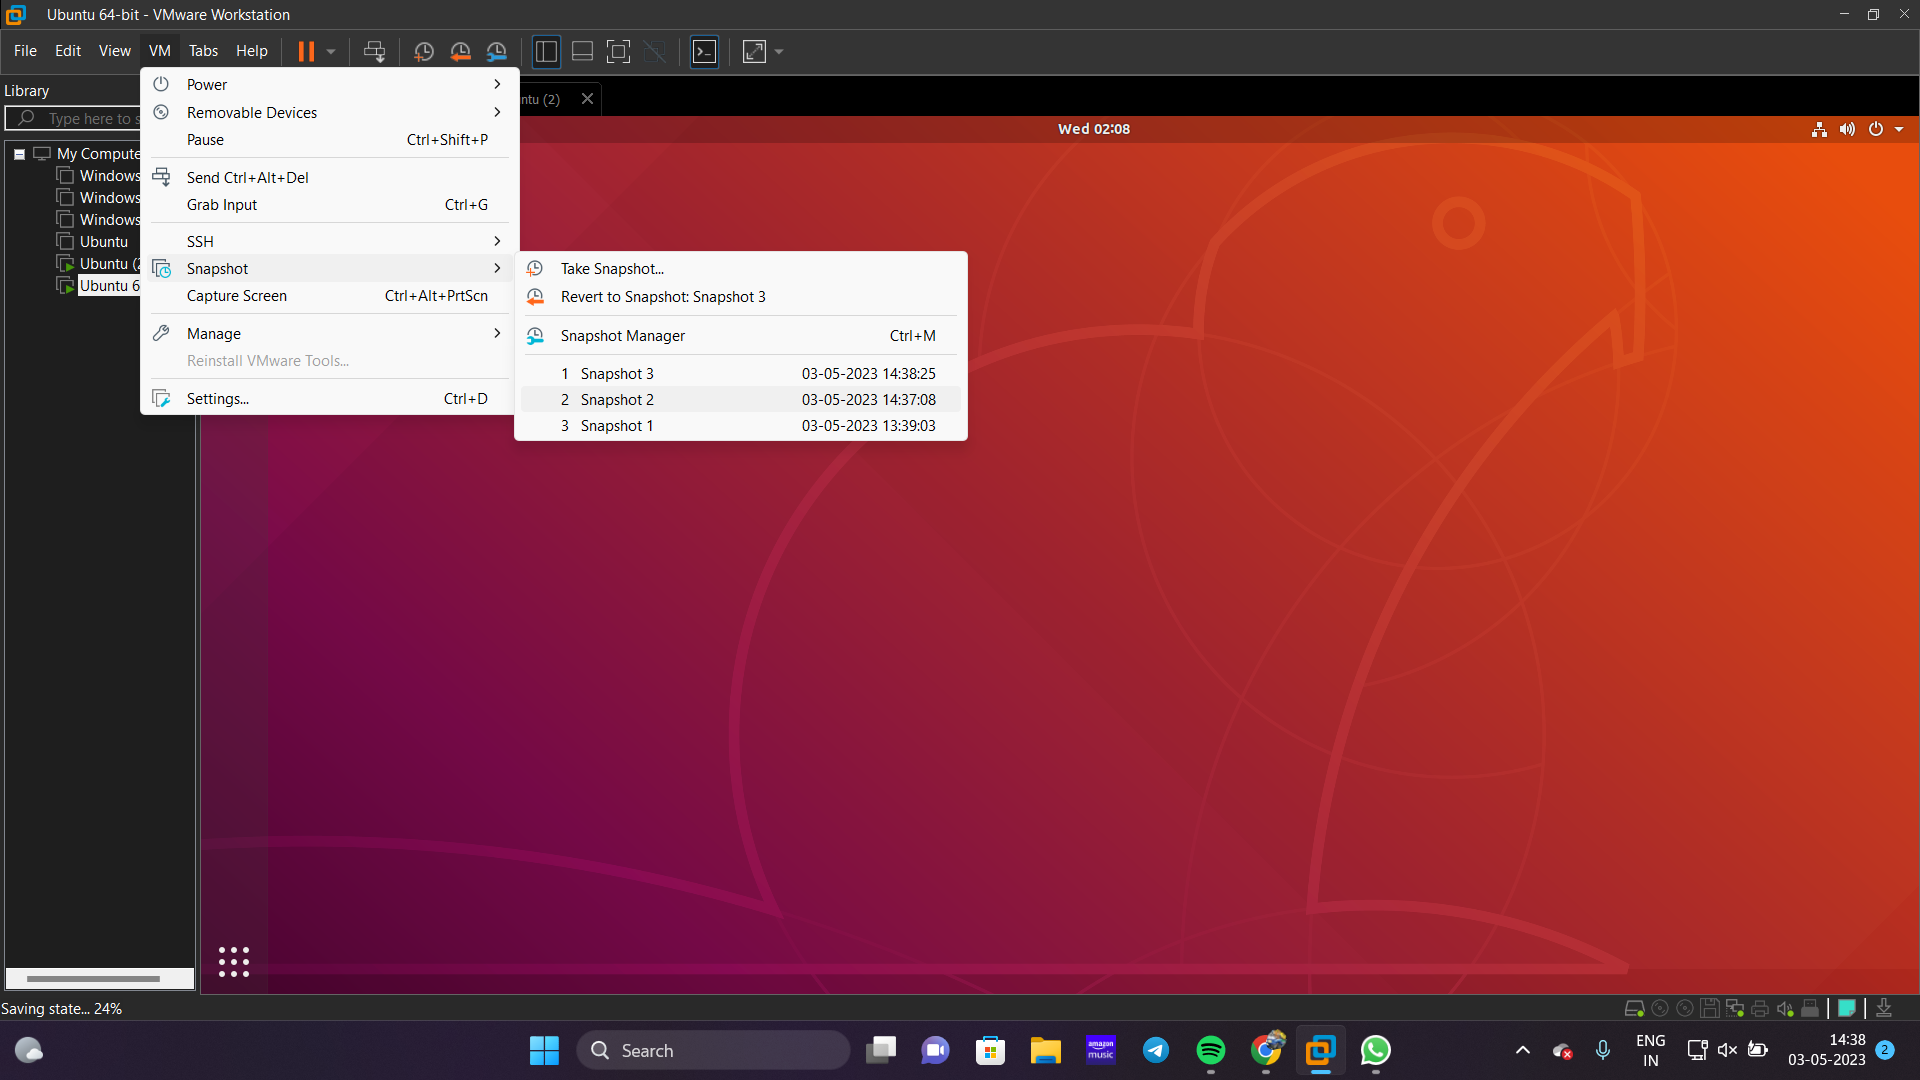 Ubuntu 64-bit - VMware Workstation
File Edit View VM Tabs Help
Library
Type here to s
ntu (2)
Wed 02:08
My Compute
Windows
Windows
Windows
Ubuntu
Ubuntu (2
Ubuntu 6
Power
Removable Devices
Pause Ctrl+Shift+P
Send Ctrl+Alt+Del
Grab Input Ctrl+G
SSH
Snapshot
Capture Screen Ctrl+Alt+PrtScn
Manage
Reinstall VMware Tools...
Settings... Ctrl+D
Take Snapshot...
Revert to Snapshot: Snapshot 3
Snapshot Manager Ctrl+M
1 Snapshot 3 03-05-2023 14:38:25
2 Snapshot 2 03-05-2023 14:37:08
3 Snapshot 1 03-05-2023 13:39:03
Saving state... 24%
Search
amazon
music
ENG
IN
14:38
03-05-2023
2